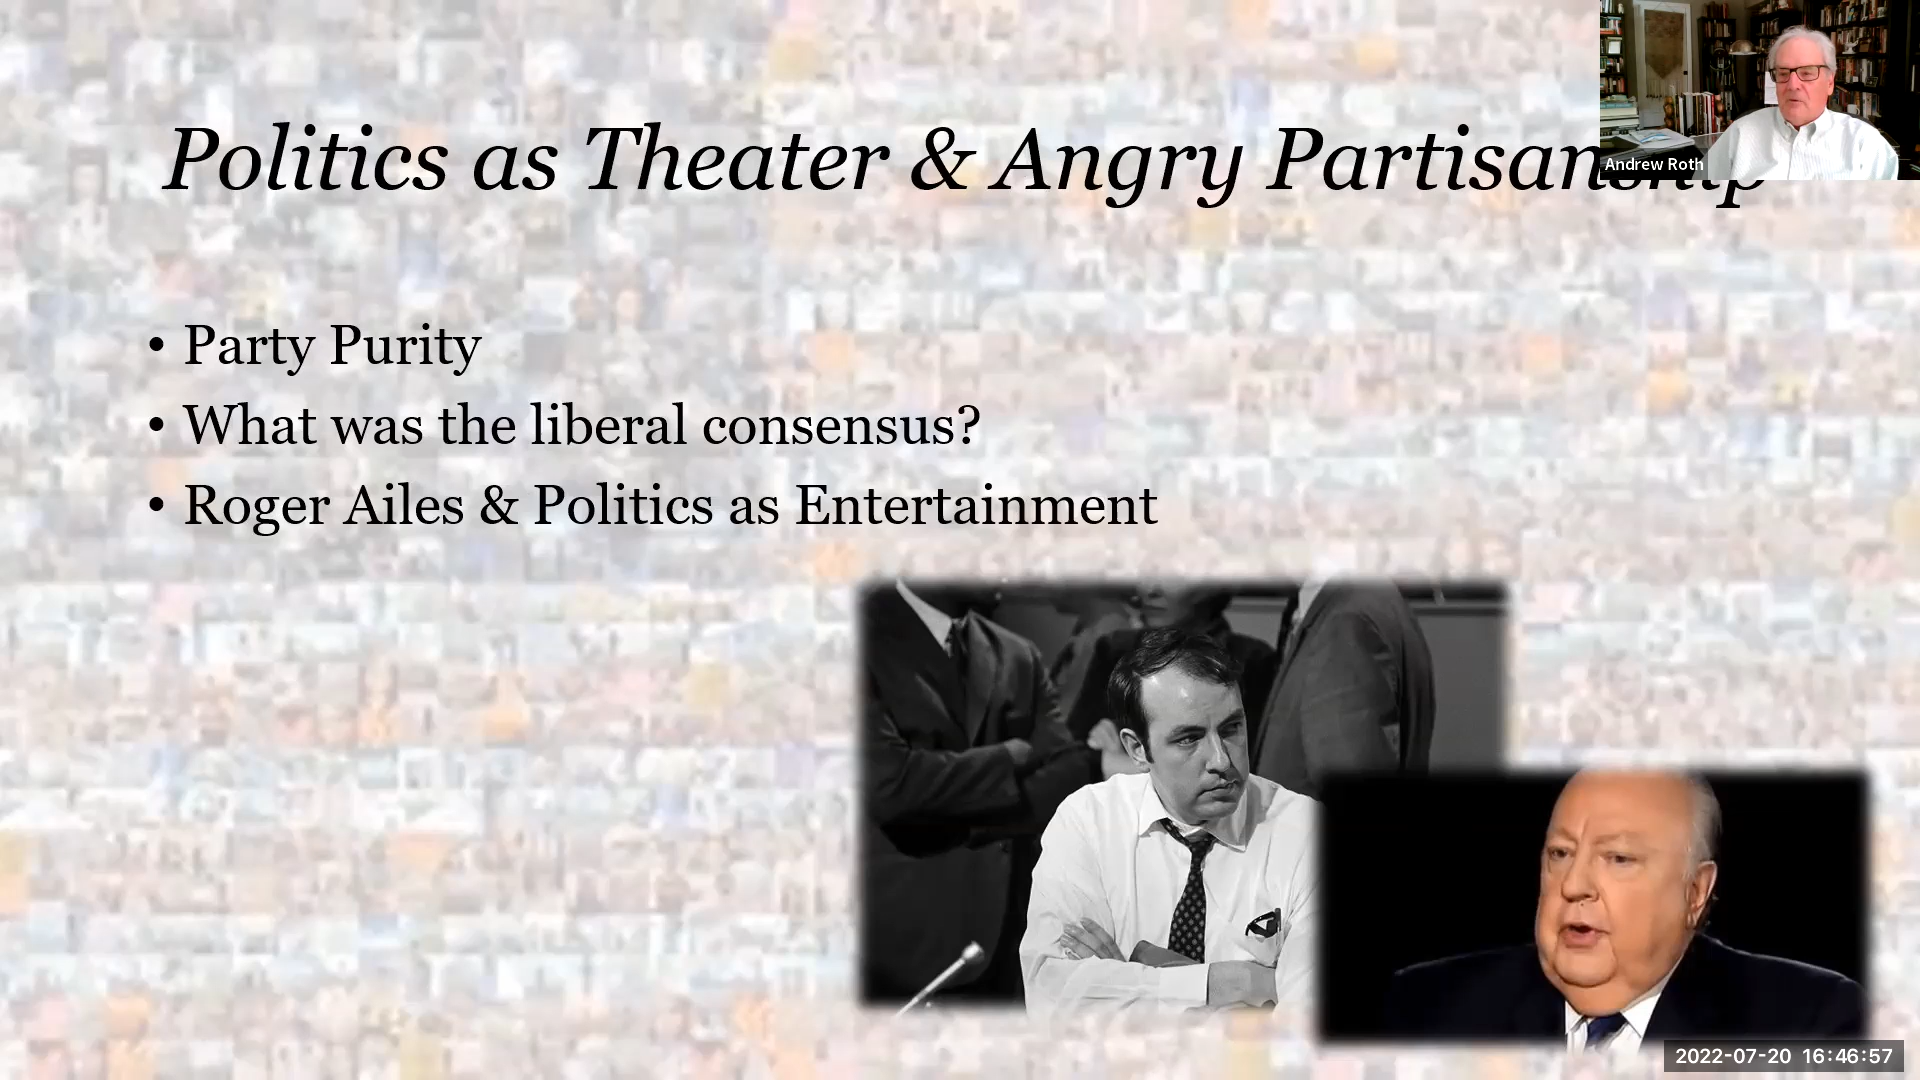 Politics as Theater & Angry Partisanship
Andrew Roth
• Party Purity
• What was the liberal consensus?
• Roger Ailes & Politics as Entertainment
2022-07-20 16:46:57